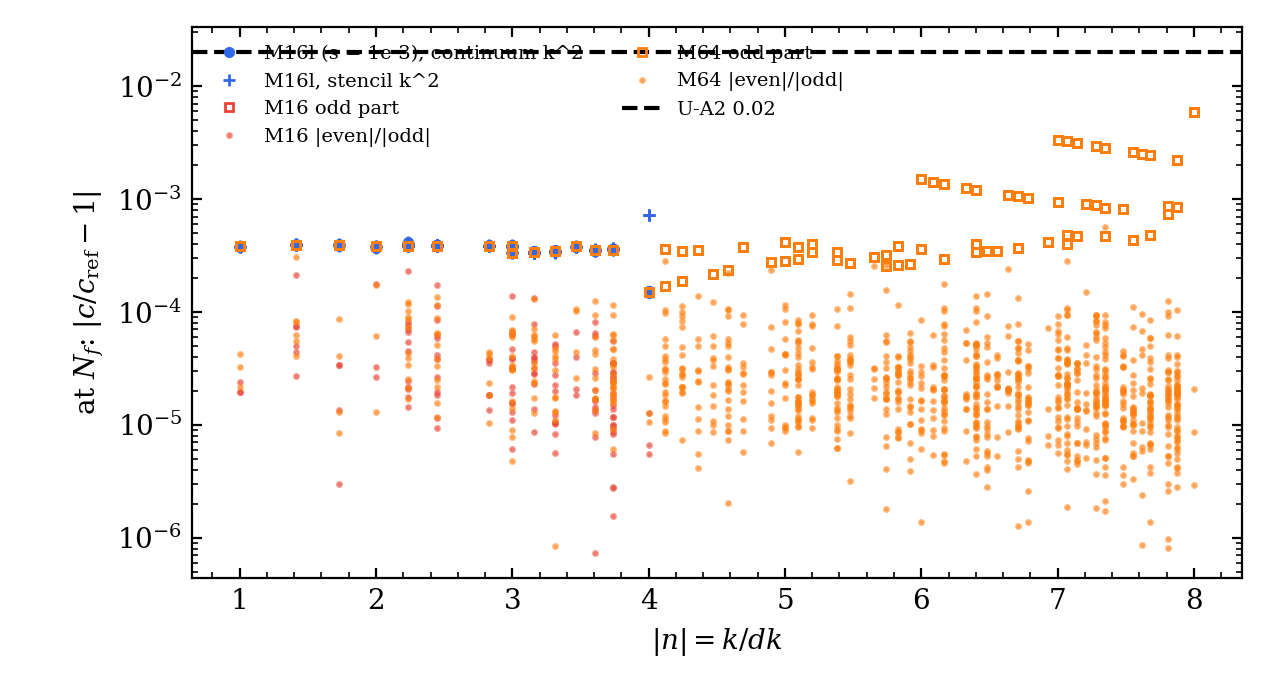 M16l (s = 1e-3), continuum k^2
M16l, stencil k^2
M16 odd part
M16 |even|/|odd|
M64 odd part
M64 |even|/|odd|
U-A2 0.02
at N_f: |c/c_ref − 1|
10^−2
10^−3
10^−4
10^−5
10^−6
1 2 3 4 5 6 7 8
|n| = k/dk